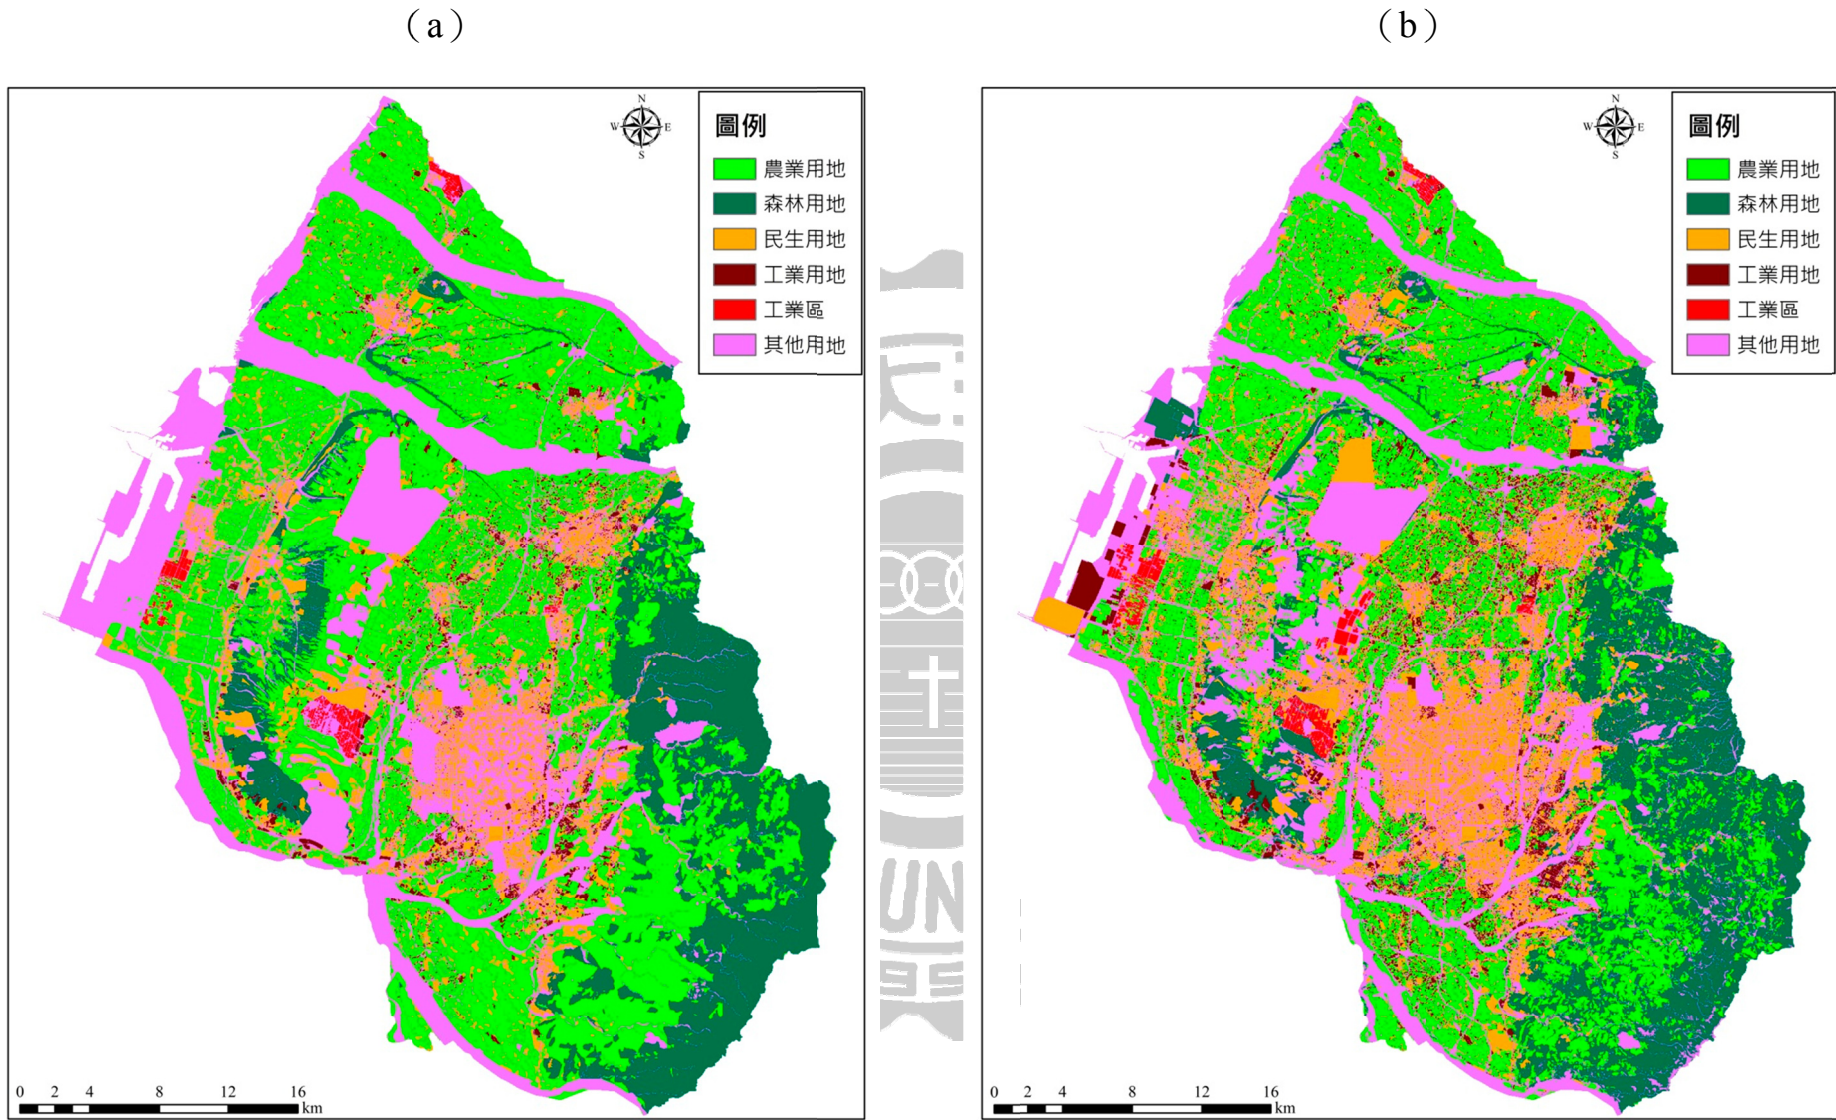 （a）
（b）
N
W E
S
圖例
農業用地
森林用地
民生用地
工業用地
工業區
其他用地
0 2 4 8 12 16
km
N
W E
S
圖例
農業用地
森林用地
民生用地
工業用地
工業區
其他用地
0 2 4 8 12 16
km